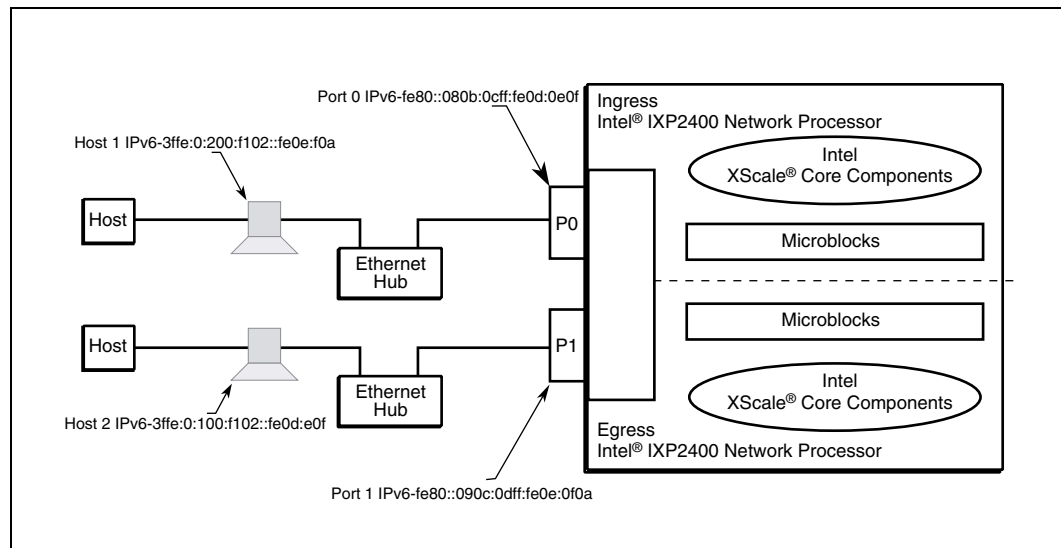 Port 0 IPv6-fe80::080b:0cff:fe0d:0e0f
Ingress
Intel® IXP2400 Network Processor
Host 1 IPv6-3ffe:0:200:f102::fe0e:f0a
Intel
XScale® Core Components
Host
P0
Microblocks
Ethernet
Hub
Microblocks
Host
P1
Ethernet
Hub
Intel
XScale® Core Components
Host 2 IPv6-3ffe:0:100:f102::fe0d:e0f
Egress
Intel® IXP2400 Network Processor
Port 1 IPv6-fe80::090c:0dff:fe0e:0f0a